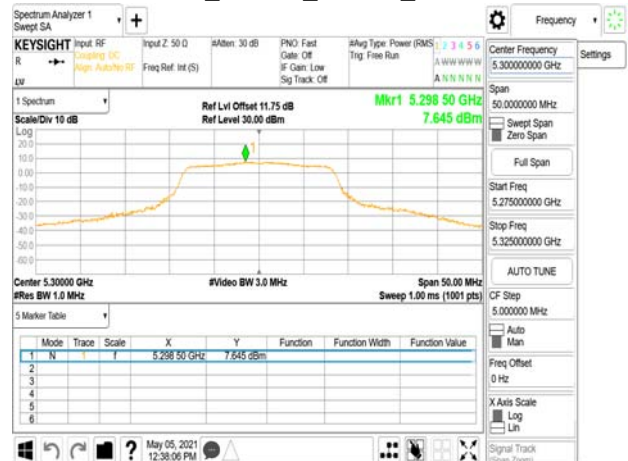 Spectrum Analyzer 1
Swept SA
+
Frequency
KEYSIGHT
R
Input: RF
Coupling: DC
Align: Auto/No RF
Input Z: 50 Ω
Freq Ref: Int (S)
#Atten: 30 dB
PNO: Fast
Gate: Off
IF Gain: Low
Sig Track: Off
#Avg Type: Power (RMS
Trig: Free Run
1 2 3 4 5 6
A W W W W W
A N N N N N
Center Frequency
5.300000000 GHz
Settings
Span
50.0000000 MHz
Swept Span
Zero Span
Full Span
Start Freq
5.275000000 GHz
Stop Freq
5.325000000 GHz
AUTO TUNE
CF Step
5.000000 MHz
Auto
Man
Freq Offset
0 Hz
X Axis Scale
Log
Lin
Signal Track
(Span Zoom)
1 Spectrum
Scale/Div 10 dB
Ref Lvl Offset 11.75 dB
Ref Level 30.00 dBm
Mkr1 5.298 50 GHz
7.645 dBm
Log
20.0
10.0
0.00
-10.0
-20.0
-30.0
-40.0
-50.0
-60.0
1
Center 5.30000 GHz
#Res BW 1.0 MHz
#Video BW 3.0 MHz
Span 50.00 MHz
Sweep 1.00 ms (1001 pts)
5 Marker Table
Mode Trace Scale X Y Function Function Width Function Value
1 N 1 f 5.298 50 GHz 7.645 dBm
2
3
4
5
6
?
May 05, 2021
12:38:06 PM